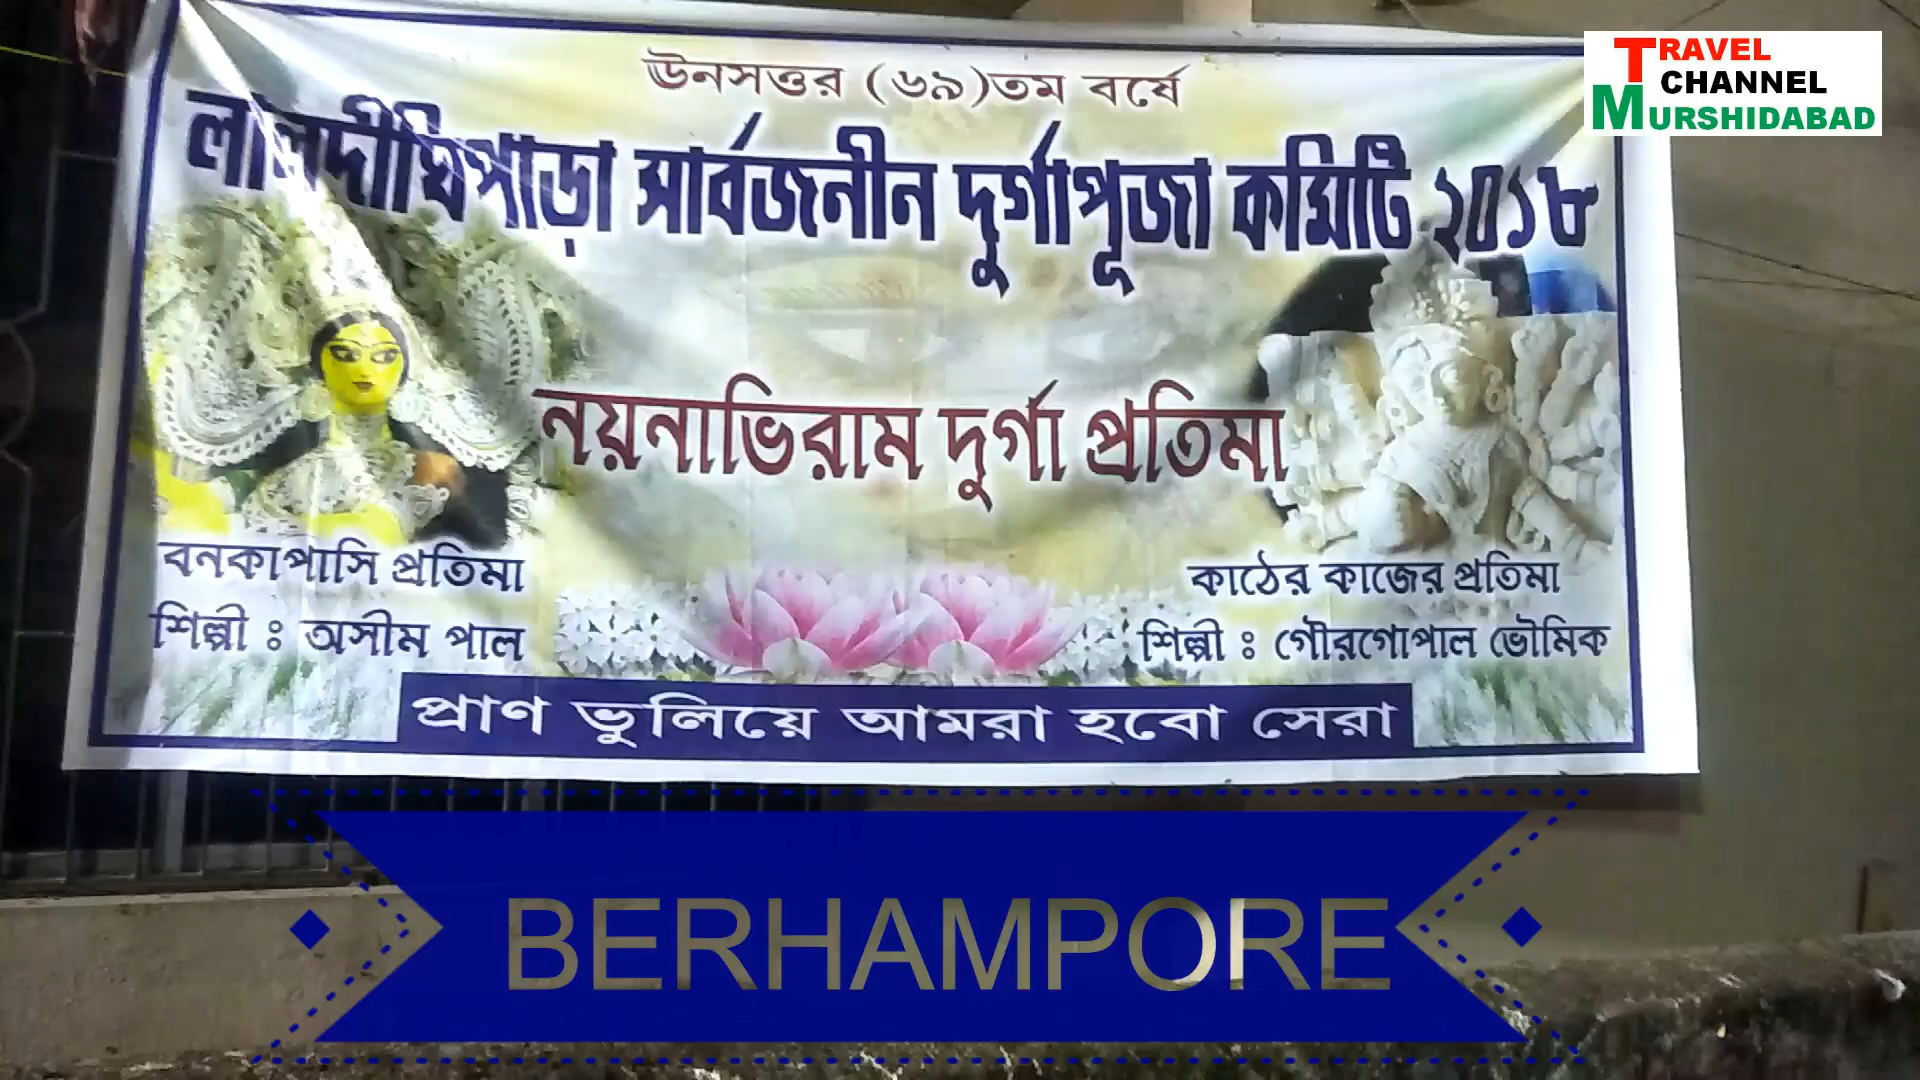 TRAVEL
CHANNEL
MURSHIDABAD
ঊনসত্তর (৬৯)তম বর্ষে
লালদীঘিপাড়া সার্বজনীন দুর্গাপূজা কমিটি ২০১৮
নয়নাভিরাম দুর্গা প্রতিমা
বনকাপাসি প্রতিমা
শিল্পী ঃ অসীম পাল
কাঠের কাজের প্রতিমা
শিল্পী ঃ গৌরগোপাল ভৌমিক
প্রাণ ভুলিয়ে আমরা হবো সেরা
BERHAMPORE